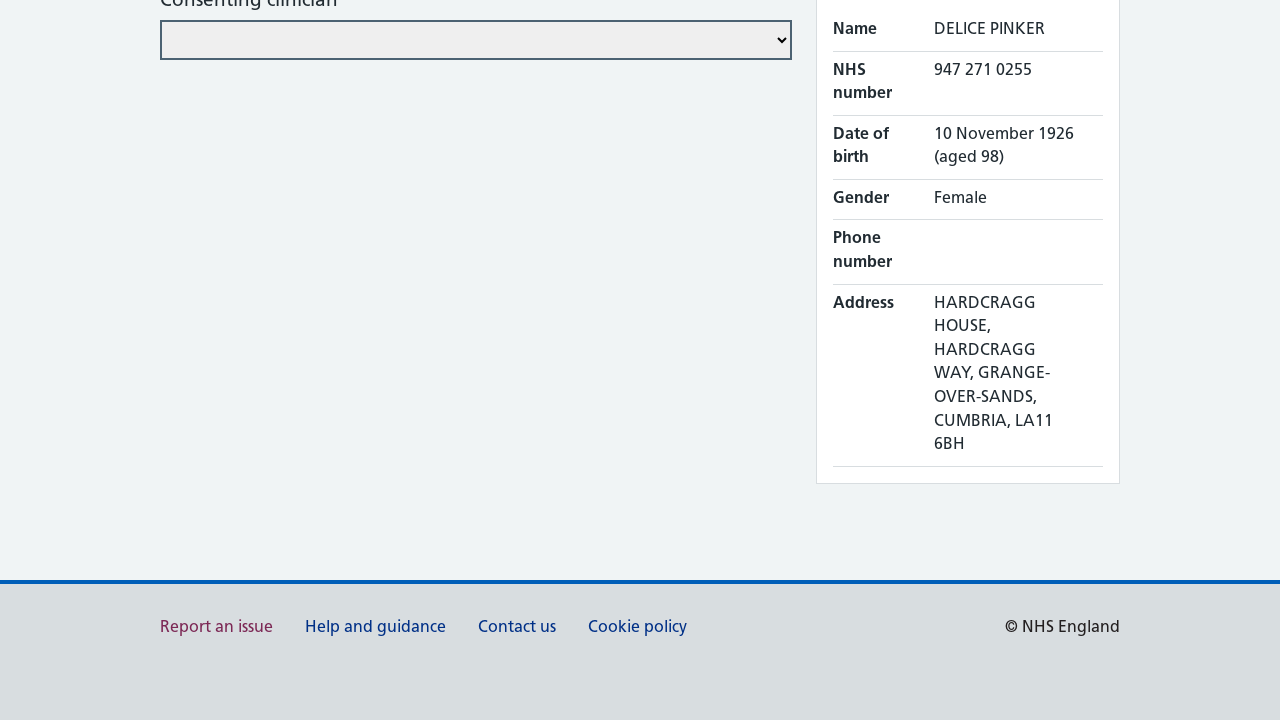 Consenting clinician
Name DELICE PINKER
NHS number 947 271 0255
Date of birth 10 November 1926
(aged 98)
Gender Female
Phone number
Address HARDCRAGG
HOUSE,
HARDCRAGG
WAY, GRANGE-
OVER-SANDS,
CUMBRIA, LA11
6BH
Report an issue Help and guidance Contact us Cookie policy © NHS England